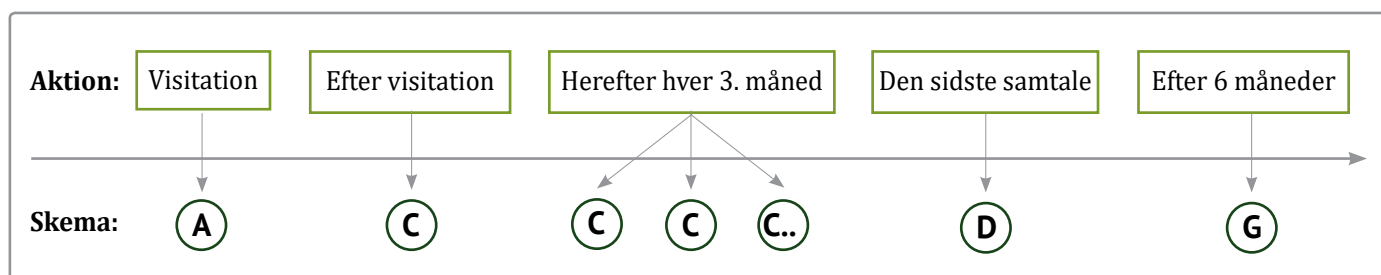 Aktion: Visitation Efter visitation Herefter hver 3. måned Den sidste samtale Efter 6 måneder
Skema: A C C C C.. D G